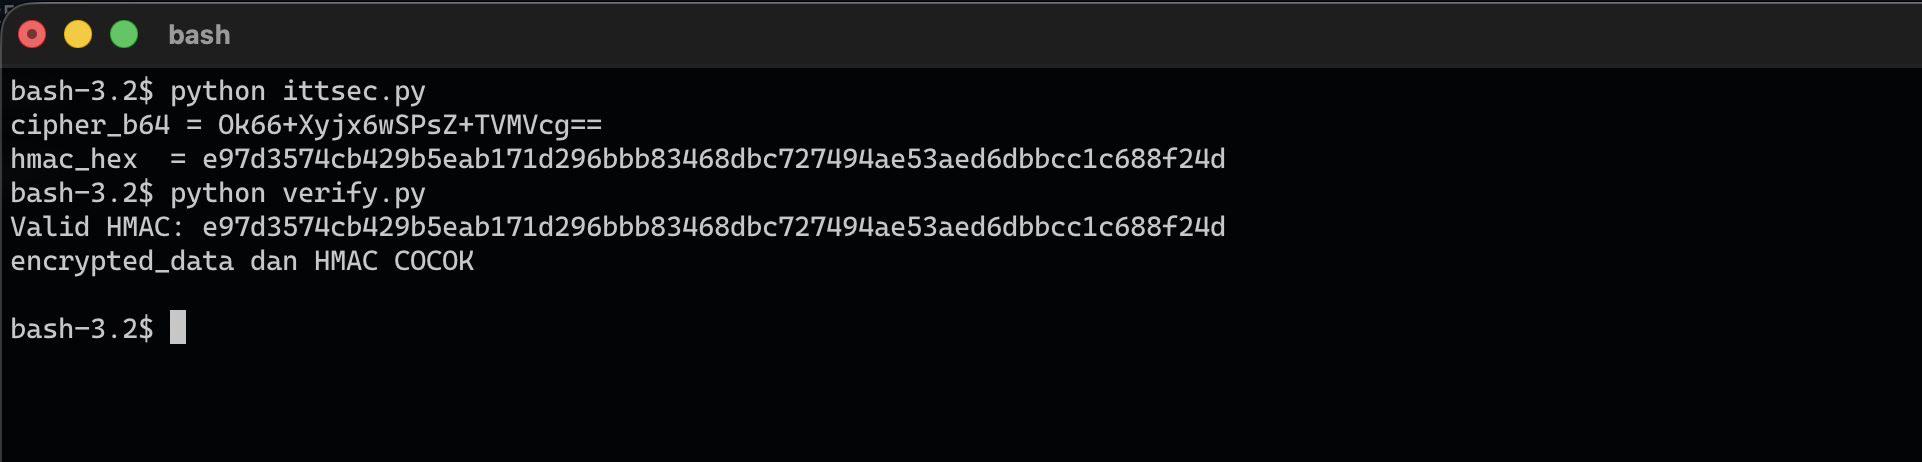 bash
bash-3.2$ python ittsec.py
cipher_b64 = Ok66+Xyjx6wSPsZ+TVMVcg==
hmac_hex  = e97d3574cb429b5eab171d296bbb83468dbc727494ae53aed6dbbcc1c688f24d
bash-3.2$ python verify.py
Valid HMAC: e97d3574cb429b5eab171d296bbb83468dbc727494ae53aed6dbbcc1c688f24d
encrypted_data dan HMAC COCOK
bash-3.2$